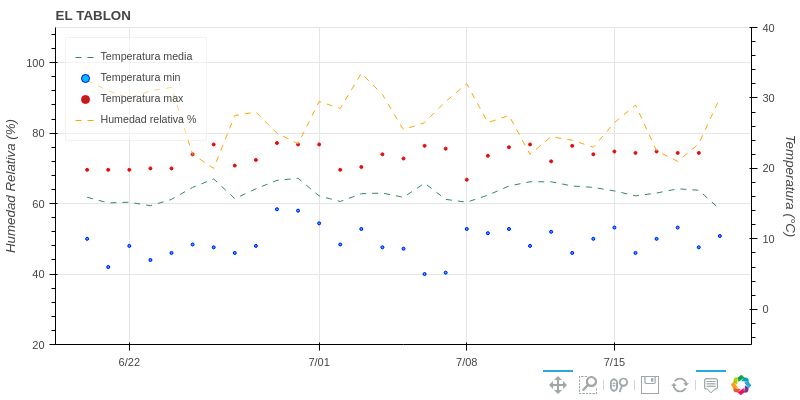 EL TABLON
Temperatura media
Temperatura min
Temperatura max
Humedad relativa %
Humedad Relativa (%)
100
80
60
40
20
Temperatura (°C)
40
30
20
10
0
6/22
7/01
7/08
7/15